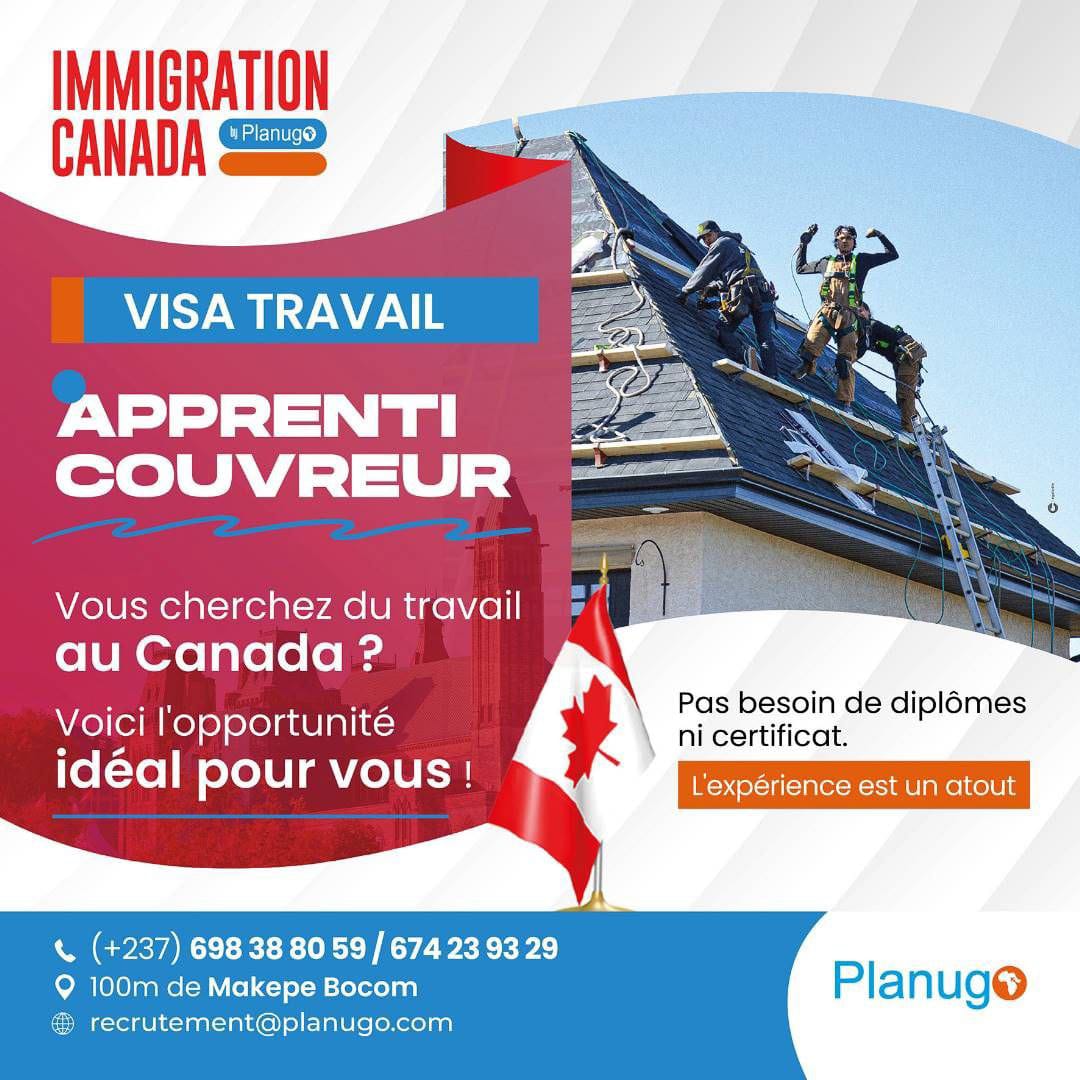 IMMIGRATION
CANADA by Planugo
VISA TRAVAIL
APPRENTI
COUVREUR
Vous cherchez du travail
au Canada ?
Voici l'opportunité
idéal pour vous !
Pas besoin de diplômes
ni certificat.
L'expérience est un atout
(+237) 698 38 80 59 / 674 23 93 29
100m de Makepe Bocom
recrutement@planugo.com
Planugo